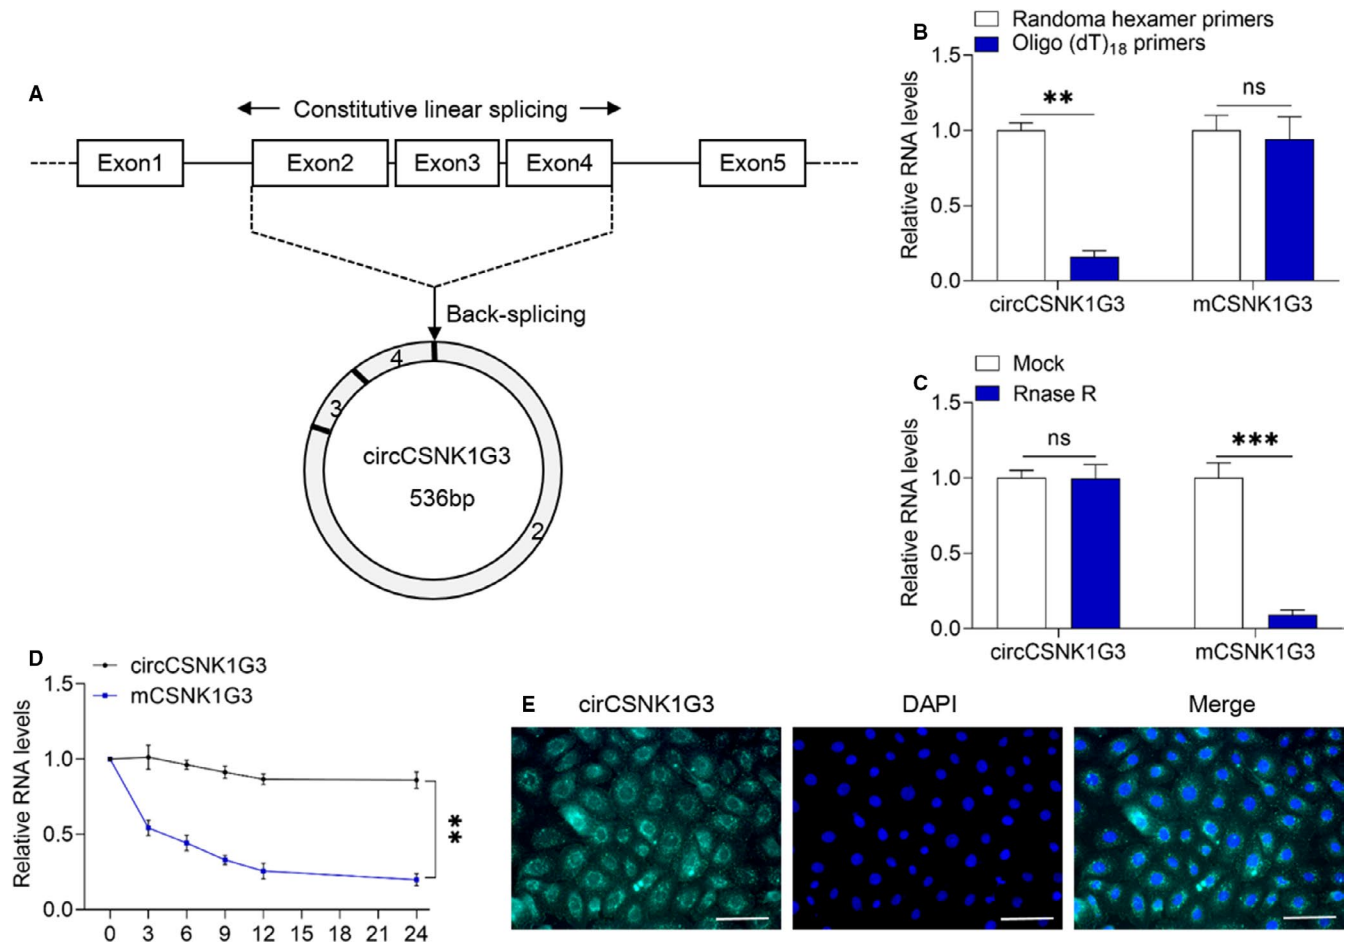 A
Constitutive linear splicing
Exon1
Exon2
Exon3
Exon4
Exon5
Back-splicing
4
3
2
circCSNK1G3
536bp
B
Randoma hexamer primers
Oligo (dT)18 primers
Relative RNA levels
1.5
1.0
0.5
0.0
**
ns
circCSNK1G3
mCSNK1G3
C
Mock
Rnase R
Relative RNA levels
1.5
1.0
0.5
0.0
ns
***
circCSNK1G3
mCSNK1G3
D
circCSNK1G3
mCSNK1G3
Relative RNA levels
1.5
1.0
0.5
0.0
**
0 3 6 9 12 15 18 21 24
E
cirCSNK1G3
DAPI
Merge